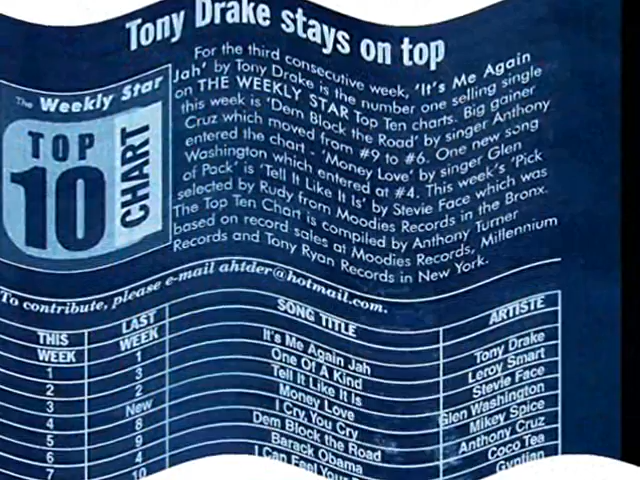 Tony Drake stays on top
For the third consecutive week, 'It's Me Again
Jah' by Tony Drake is the number one selling single
on THE WEEKLY STAR Top Ten charts. Big gainer
this week is 'Dem Block the Road' by singer Anthony
Cruz which moved from #9 to #6. One new song
entered the chart - 'Money Love' by singer Glen
Washington which entered at #4. This week's 'Pick
of Pack' is 'Tell It Like It Is' by Stevie Face which was
selected by Rudy from Moodies Records in the Bronx.
The Top Ten Chart is compiled by Anthony Turner
based on record sales at Moodies Records, Millennium
Records and Tony Ryan Records in New York.
The Weekly Star
TOP
10
CHART
To contribute, please e-mail ahtder@hotmail.com.
THIS WEEK LAST WEEK SONG TITLE ARTISTE
1 1 It's Me Again Jah Tony Drake
2 3 One Of A Kind Leroy Smart
3 2 Tell It Like It Is Stevie Face
4 New Money Love Glen Washington
5 8 I Cry, You Cry Mikey Spice
6 9 Dem Block the Road Anthony Cruz
7 4 Barack Obama Coco Tea
10 I Can Feel Your Gyptian